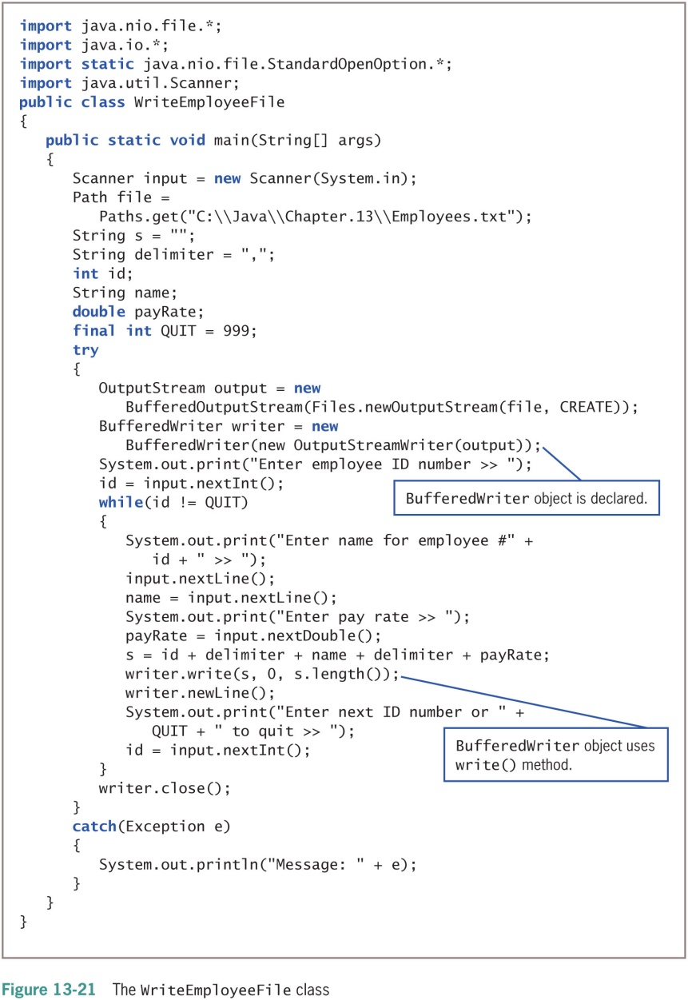 import java.nio.file.*;
import java.io.*;
import static java.nio.file.StandardOpenOption.*;
import java.util.Scanner;
public class WriteEmployeeFile
{
   public static void main(String[] args)
   {
      Scanner input = new Scanner(System.in);
      Path file =
         Paths.get("C:\\Java\\Chapter.13\\Employees.txt");
      String s = "";
      String delimiter = ",";
      int id;
      String name;
      double payRate;
      final int QUIT = 999;
      try
      {
         OutputStream output = new
            BufferedOutputStream(Files.newOutputStream(file, CREATE));
         BufferedWriter writer = new
            BufferedWriter(new OutputStreamWriter(output));
         System.out.print("Enter employee ID number >> ");
         id = input.nextInt();
         while(id != QUIT)
         {
            System.out.print("Enter name for employee #" +
               id + " >> ");
            input.nextLine();
            name = input.nextLine();
            System.out.print("Enter pay rate >> ");
            payRate = input.nextDouble();
            s = id + delimiter + name + delimiter + payRate;
            writer.write(s, 0, s.length());
            writer.newLine();
            System.out.print("Enter next ID number or " +
               QUIT + " to quit >> ");
            id = input.nextInt();
         }
         writer.close();
      }
      catch(Exception e)
      {
         System.out.println("Message: " + e);
      }
   }
}
BufferedWriter object is declared.
BufferedWriter object uses
write() method.
Figure 13-21 The WriteEmployeeFile class